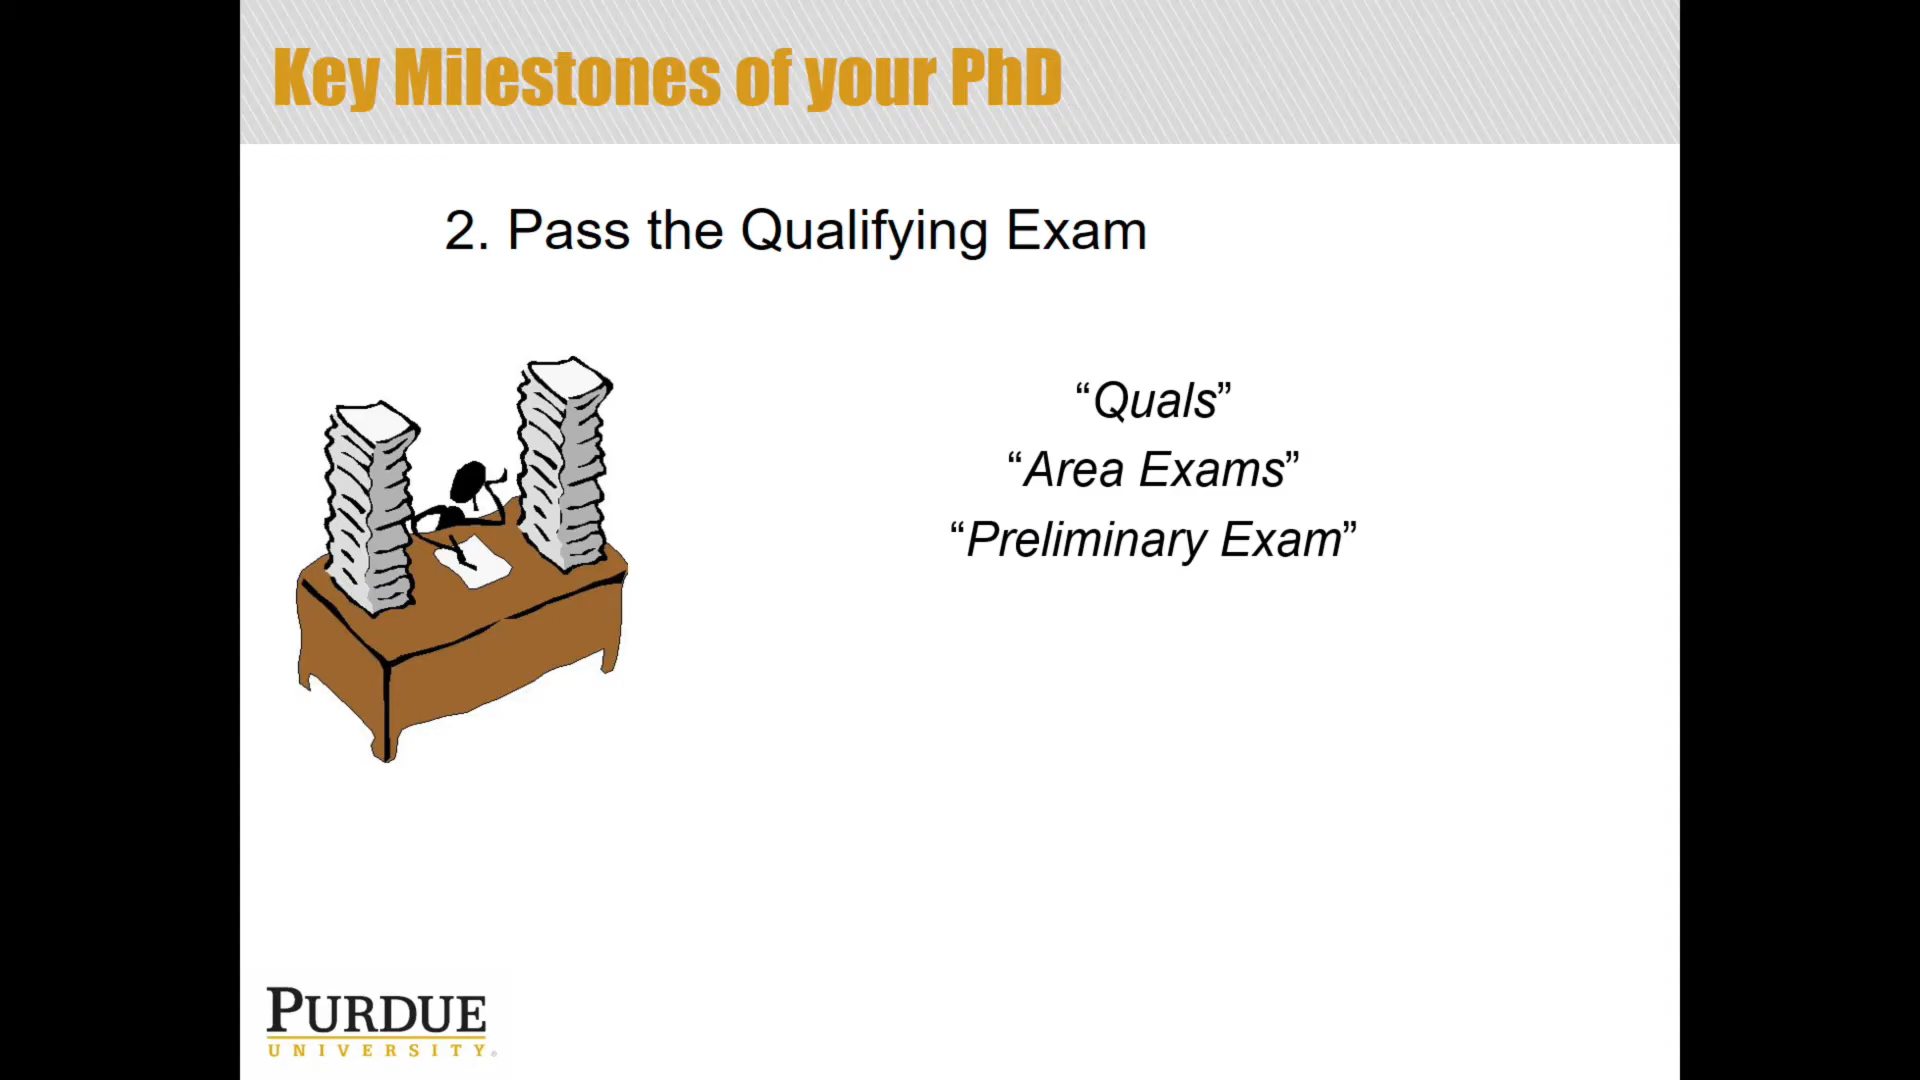 Key Milestones of your PhD
2. Pass the Qualifying Exam
“Quals”
“Area Exams”
“Preliminary Exam”
PURDUE
UNIVERSITY®